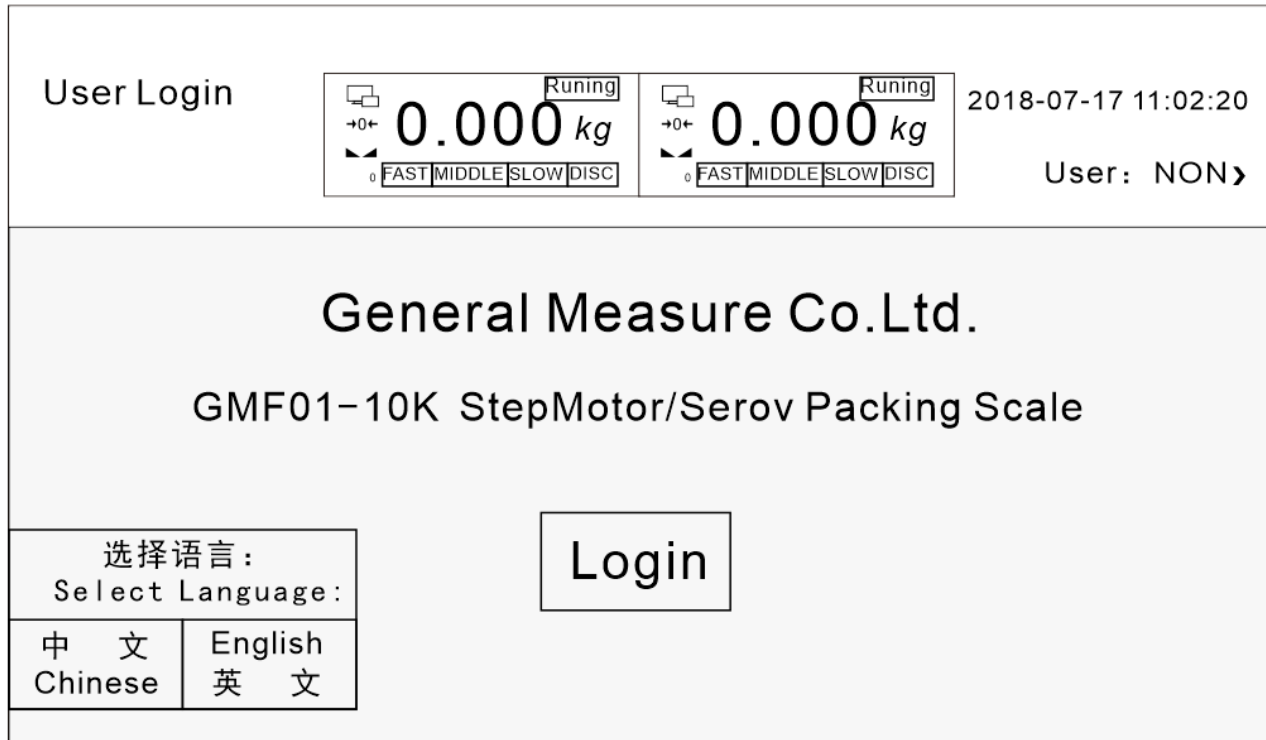 User Login
Runing
→0← 0.000 kg
0 FAST MIDDLE SLOW DISC
Runing
→0← 0.000 kg
0 FAST MIDDLE SLOW DISC
2018-07-17 11:02:20
User： NON›
General Measure Co.Ltd.
GMF01-10K StepMotor/Serov Packing Scale
Login
选择语言：
Select Language:
中 文
Chinese
English
英 文